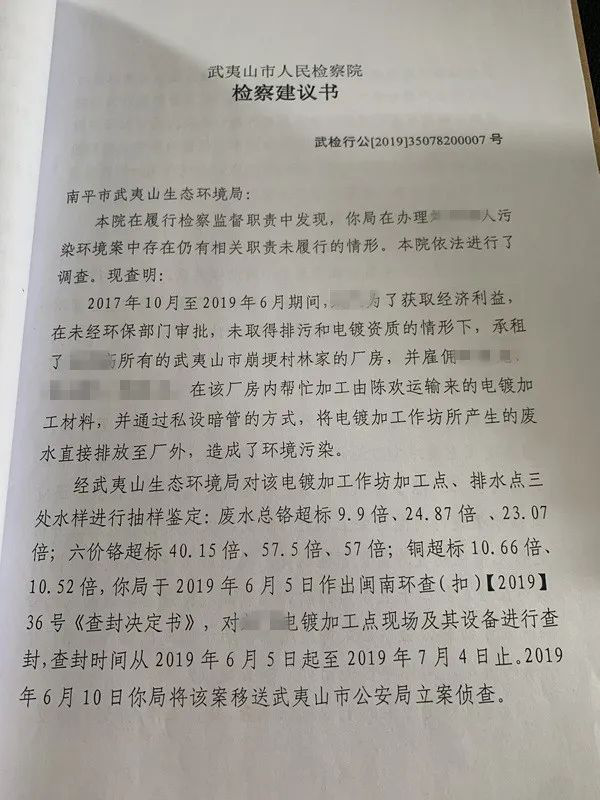 武夷山市人民检察院
检察建议书
武检行公[2019]35078200007 号
南平市武夷山生态环境局：
本院在履行检察监督职责中发现，你局在办理 人污
染环境案中存在仍有相关职责未履行的情形。本院依法进行了
调查。现查明：
2017 年 10 月至 2019 年 6 月期间， 为了获取经济利益，
在未经环保部门审批，未取得排污和电镀资质的情形下，承租
了 所有的武夷山市崩埂村林家的厂房，并雇佣
在该厂房内帮忙加工由陈欢运输来的电镀加
工材料，并通过私设暗管的方式，将电镀加工作坊所产生的废
水直接排放至厂外，造成了环境污染。
经武夷山生态环境局对该电镀加工作坊加工点、排水点三
处水样进行抽样鉴定：废水总铬超标 9.9 倍、24.87 倍 、23.07
倍；六价铬超标 40.15 倍、57.5 倍、57 倍；铜超标 10.66 倍、
10.52 倍，你局于 2019 年 6 月 5 日作出闽南环查(扣)【2019】
36 号《查封决定书》，对 电镀加工点现场及其设备进行查
封，查封时间从 2019 年 6 月 5 日起至 2019 年 7 月 4 日止。2019
年 6 月 10 日你局将该案移送武夷山市公安局立案侦查。